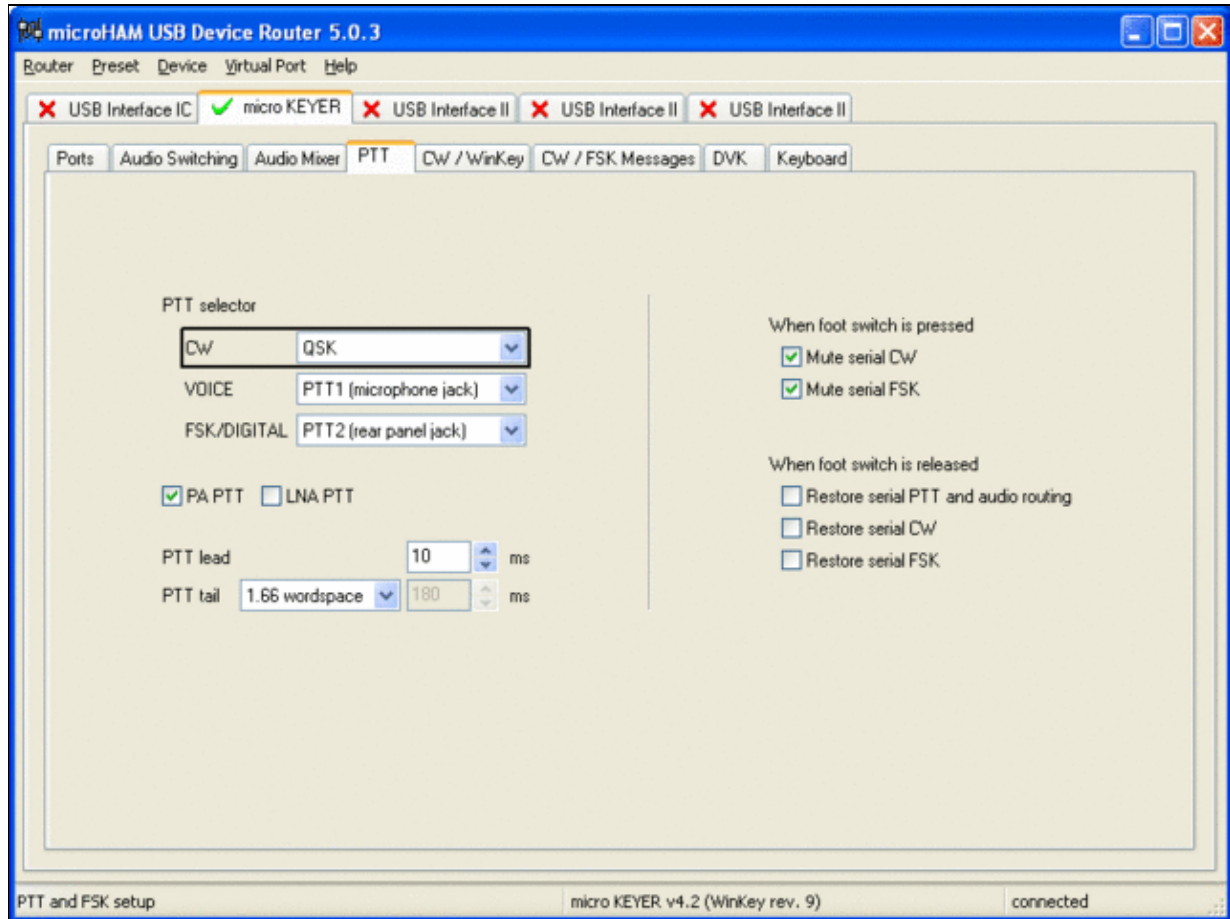 microHAM USB Device Router 5.0.3
Router Preset Device Virtual Port Help
USB Interface IC micro KEYER USB Interface II USB Interface II USB Interface II
Ports Audio Switching Audio Mixer PTT CW / WinKey CW / FSK Messages DVK Keyboard
PTT selector
CW QSK
VOICE PTT1 (microphone jack)
FSK/DIGITAL PTT2 (rear panel jack)
PA PTT LNA PTT
PTT lead 10 ms
PTT tail 1.66 wordspace 180 ms
When foot switch is pressed
Mute serial CW
Mute serial FSK
When foot switch is released
Restore serial PTT and audio routing
Restore serial CW
Restore serial FSK
PTT and FSK setup micro KEYER v4.2 (WinKey rev. 9) connected